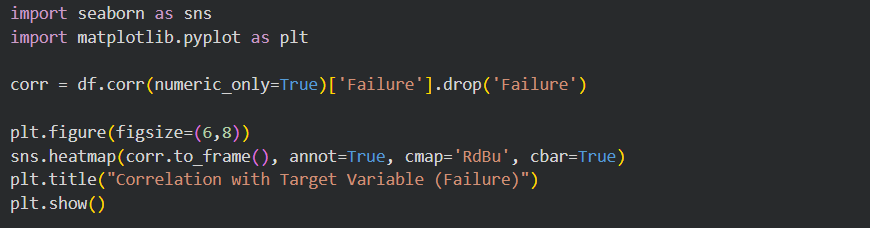 import seaborn as sns
import matplotlib.pyplot as plt
corr = df.corr(numeric_only=True)['Failure'].drop('Failure')
plt.figure(figsize=(6,8))
sns.heatmap(corr.to_frame(), annot=True, cmap='RdBu', cbar=True)
plt.title("Correlation with Target Variable (Failure)")
plt.show()